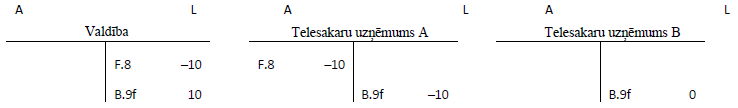 A L A L A L
Valdība Telesakaru uzņēmums A Telesakaru uzņēmums B
F.8 –10 F.8 –10
B.9f 10 B.9f –10 B.9f 0